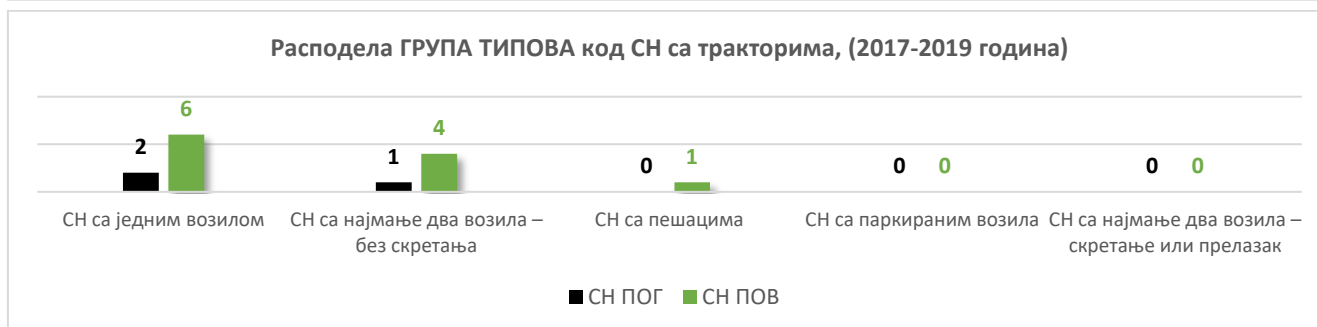 Расподела ГРУПА ТИПОВА код СН са тракторима, (2017-2019 година)
2
6
1
4
0
1
0
0
0
0
СН са једним возилом
СН са најмање два возила –
без скретања
СН са пешацима
СН са паркираним возила
СН са најмање два возила –
скретање или прелазак
СН ПОГ
СН ПОВ